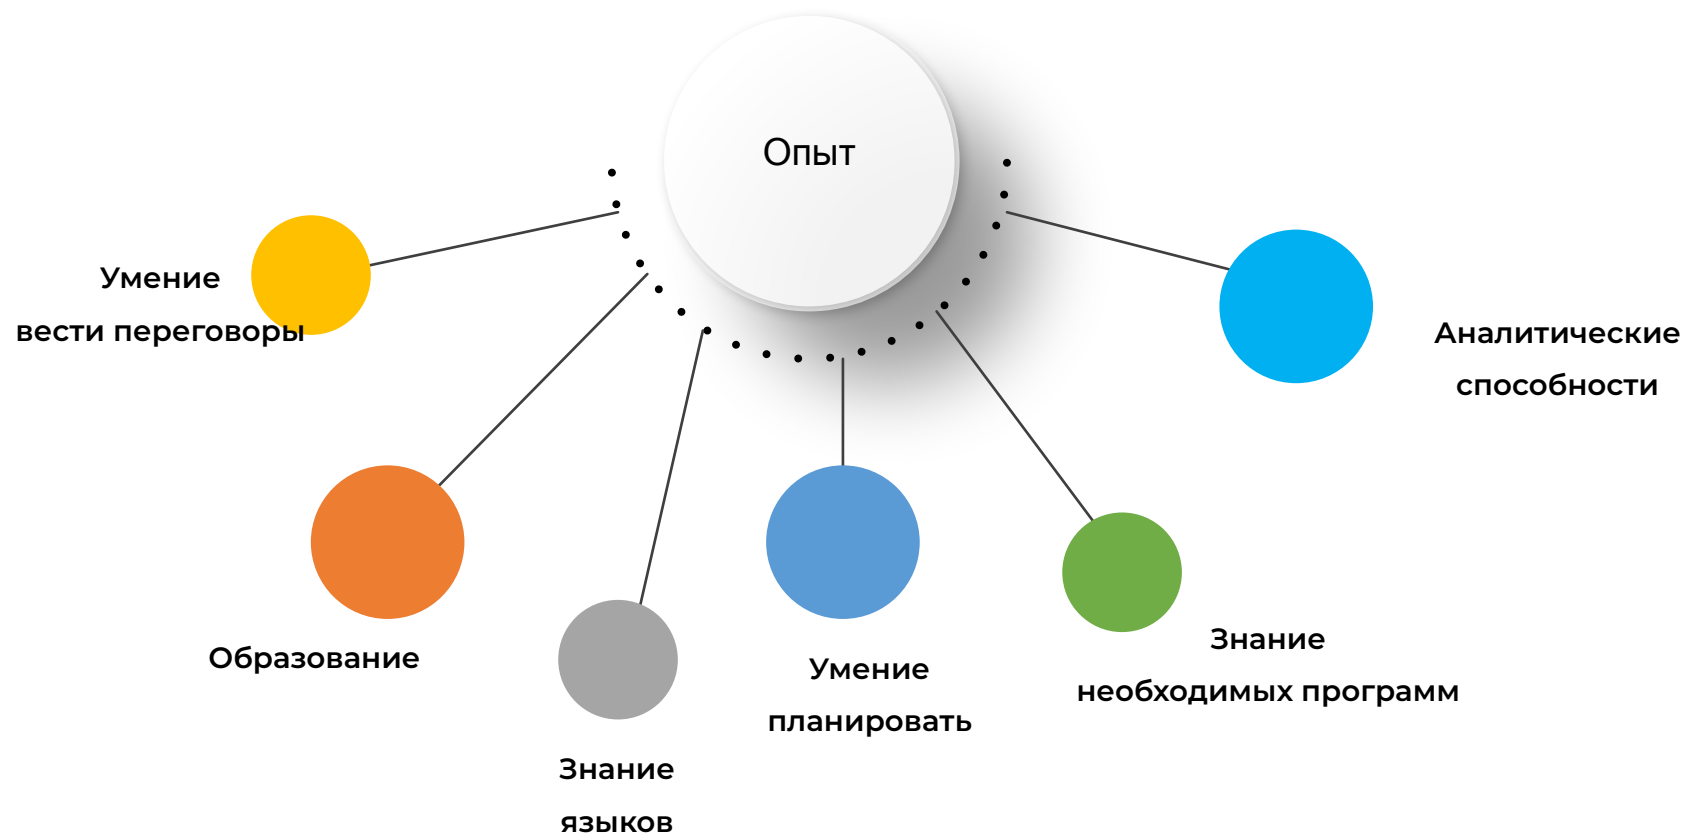 Опыт
Умение
вести переговоры
Аналитические
способности
Образование
Знание
языков
Умение
планировать
Знание
необходимых программ